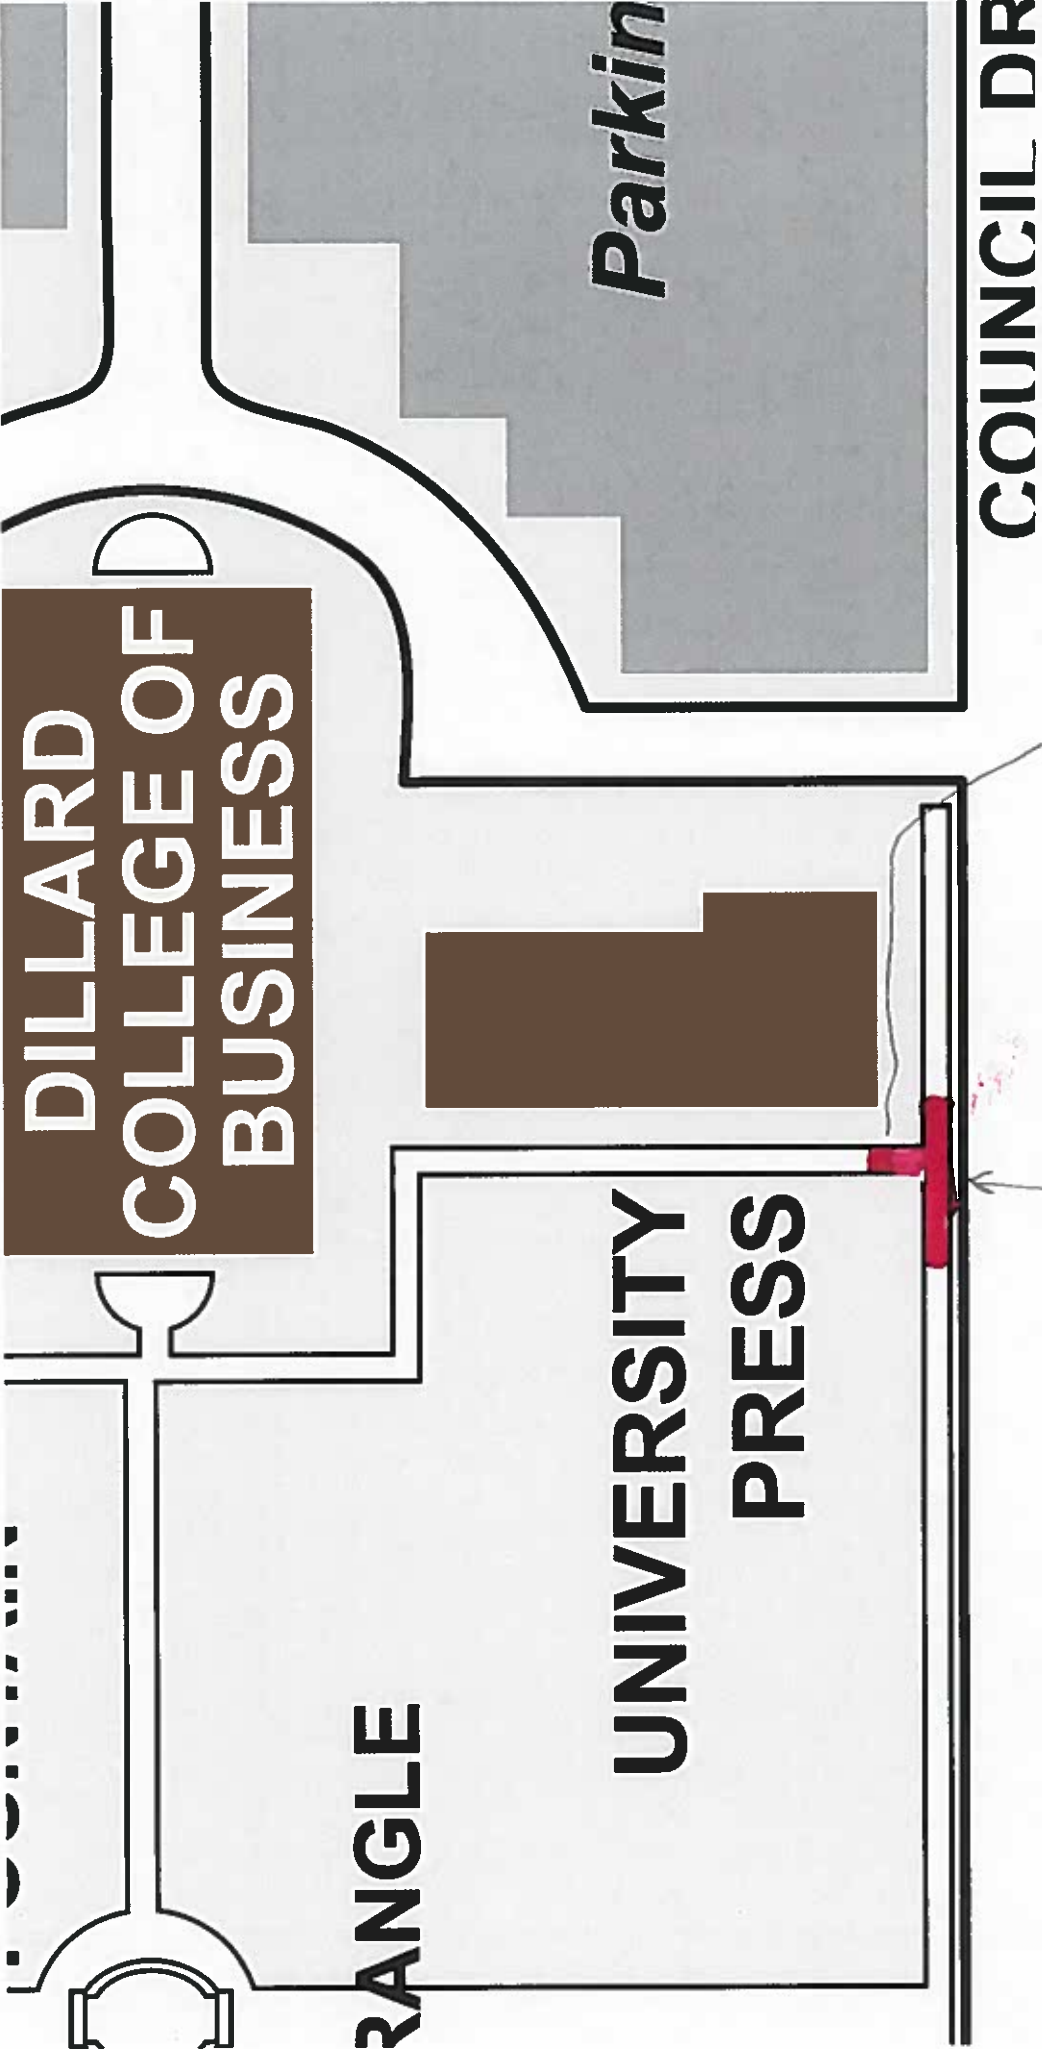 DILLARD
COLLEGE OF
BUSINESS
Parkin
COUNCIL DR
UNIVERSITY
PRESS
RANGLE